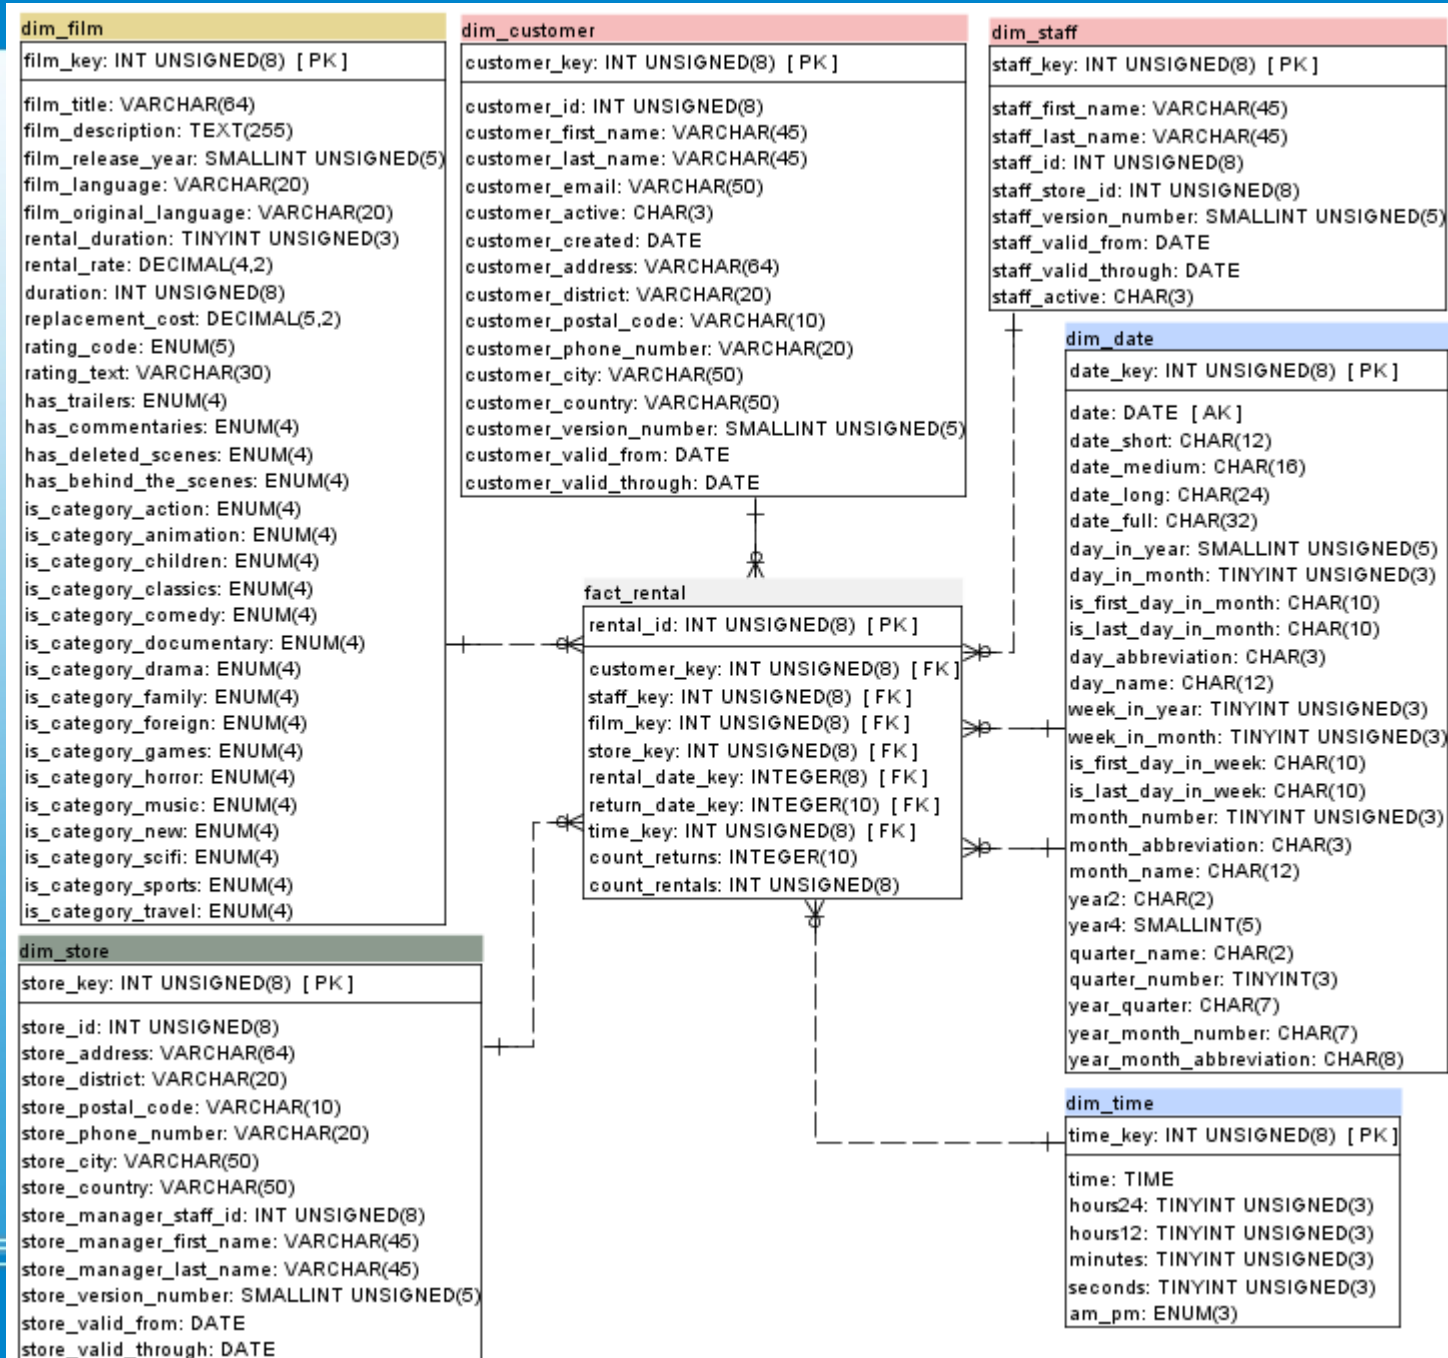 dim_film
film_key: INT UNSIGNED(8) [ PK ]
film_title: VARCHAR(64)
film_description: TEXT(255)
film_release_year: SMALLINT UNSIGNED(5)
film_language: VARCHAR(20)
film_original_language: VARCHAR(20)
rental_duration: TINYINT UNSIGNED(3)
rental_rate: DECIMAL(4,2)
duration: INT UNSIGNED(8)
replacement_cost: DECIMAL(5,2)
rating_code: ENUM(5)
rating_text: VARCHAR(30)
has_trailers: ENUM(4)
has_commentaries: ENUM(4)
has_deleted_scenes: ENUM(4)
has_behind_the_scenes: ENUM(4)
is_category_action: ENUM(4)
is_category_animation: ENUM(4)
is_category_children: ENUM(4)
is_category_classics: ENUM(4)
is_category_comedy: ENUM(4)
is_category_documentary: ENUM(4)
is_category_drama: ENUM(4)
is_category_family: ENUM(4)
is_category_foreign: ENUM(4)
is_category_games: ENUM(4)
is_category_horror: ENUM(4)
is_category_music: ENUM(4)
is_category_new: ENUM(4)
is_category_scifi: ENUM(4)
is_category_sports: ENUM(4)
is_category_travel: ENUM(4)
dim_customer
customer_key: INT UNSIGNED(8) [ PK ]
customer_id: INT UNSIGNED(8)
customer_first_name: VARCHAR(45)
customer_last_name: VARCHAR(45)
customer_email: VARCHAR(50)
customer_active: CHAR(3)
customer_created: DATE
customer_address: VARCHAR(64)
customer_district: VARCHAR(20)
customer_postal_code: VARCHAR(10)
customer_phone_number: VARCHAR(20)
customer_city: VARCHAR(50)
customer_country: VARCHAR(50)
customer_version_number: SMALLINT UNSIGNED(5)
customer_valid_from: DATE
customer_valid_through: DATE
dim_staff
staff_key: INT UNSIGNED(8) [ PK ]
staff_first_name: VARCHAR(45)
staff_last_name: VARCHAR(45)
staff_id: INT UNSIGNED(8)
staff_store_id: INT UNSIGNED(8)
staff_version_number: SMALLINT UNSIGNED(5)
staff_valid_from: DATE
staff_valid_through: DATE
staff_active: CHAR(3)
fact_rental
rental_id: INT UNSIGNED(8) [ PK ]
customer_key: INT UNSIGNED(8) [ FK ]
staff_key: INT UNSIGNED(8) [ FK ]
film_key: INT UNSIGNED(8) [ FK ]
store_key: INT UNSIGNED(8) [ FK ]
rental_date_key: INTEGER(8) [ FK ]
return_date_key: INTEGER(10) [ FK ]
time_key: INT UNSIGNED(8) [ FK ]
count_returns: INTEGER(10)
count_rentals: INT UNSIGNED(8)
dim_date
date_key: INT UNSIGNED(8) [ PK ]
date: DATE [ AK ]
date_short: CHAR(12)
date_medium: CHAR(16)
date_long: CHAR(24)
date_full: CHAR(32)
day_in_year: SMALLINT UNSIGNED(5)
day_in_month: TINYINT UNSIGNED(3)
is_first_day_in_month: CHAR(10)
is_last_day_in_month: CHAR(10)
day_abbreviation: CHAR(3)
day_name: CHAR(12)
week_in_year: TINYINT UNSIGNED(3)
week_in_month: TINYINT UNSIGNED(3)
is_first_day_in_week: CHAR(10)
is_last_day_in_week: CHAR(10)
month_number: TINYINT UNSIGNED(3)
month_abbreviation: CHAR(3)
month_name: CHAR(12)
year2: CHAR(2)
year4: SMALLINT(5)
quarter_name: CHAR(2)
quarter_number: TINYINT(3)
year_quarter: CHAR(7)
year_month_number: CHAR(7)
year_month_abbreviation: CHAR(8)
dim_store
store_key: INT UNSIGNED(8) [ PK ]
store_id: INT UNSIGNED(8)
store_address: VARCHAR(64)
store_district: VARCHAR(20)
store_postal_code: VARCHAR(10)
store_phone_number: VARCHAR(20)
store_city: VARCHAR(50)
store_country: VARCHAR(50)
store_manager_staff_id: INT UNSIGNED(8)
store_manager_first_name: VARCHAR(45)
store_manager_last_name: VARCHAR(45)
store_version_number: SMALLINT UNSIGNED(5)
store_valid_from: DATE
store_valid_through: DATE
dim_time
time_key: INT UNSIGNED(8) [ PK ]
time: TIME
hours24: TINYINT UNSIGNED(3)
hours12: TINYINT UNSIGNED(3)
minutes: TINYINT UNSIGNED(3)
seconds: TINYINT UNSIGNED(3)
am_pm: ENUM(3)